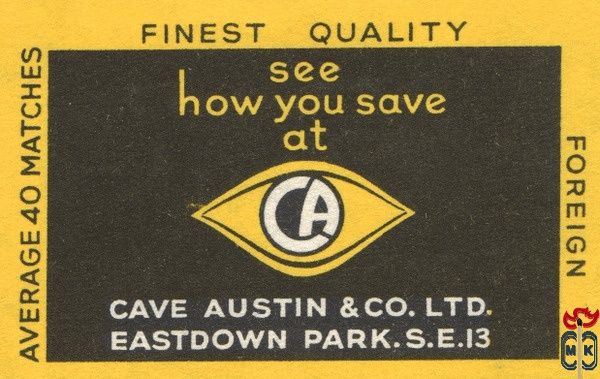 FINEST QUALITY
AVERAGE 40 MATCHES
see
how you save
at
CA
CAVE AUSTIN & CO. LTD.
EASTDOWN PARK. S.E.13
FOREIGN
M K